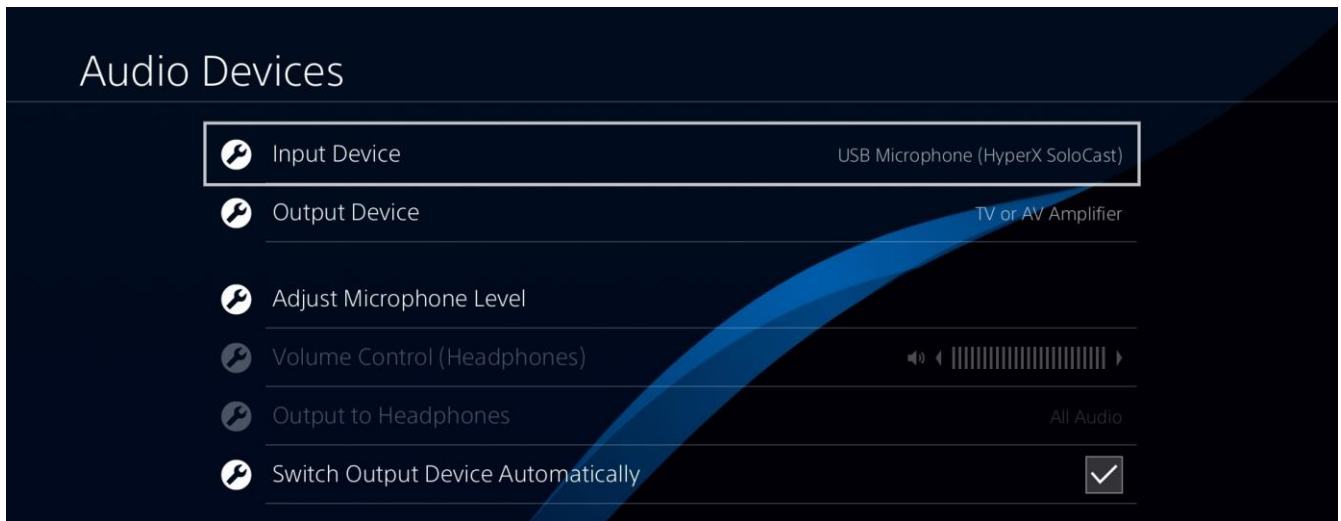 Audio Devices
Input Device USB Microphone (HyperX SoloCast)
Output Device TV or AV Amplifier
Adjust Microphone Level
Volume Control (Headphones)
Output to Headphones All Audio
Switch Output Device Automatically